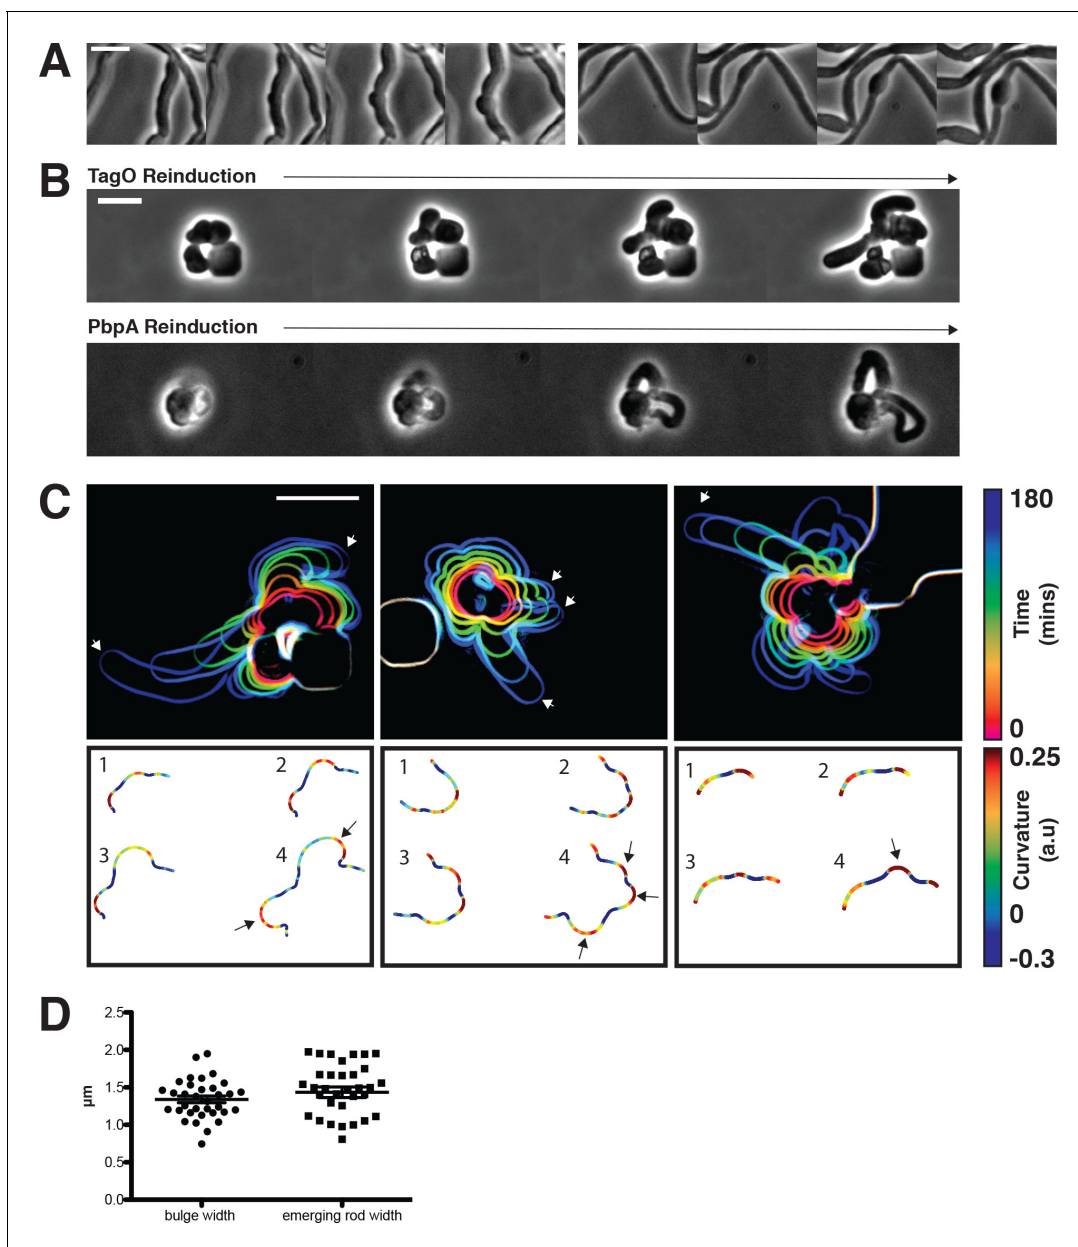 A
B
TagO Reinduction
PbpA Reinduction
C
180
Time
(mins)
0
1
2
3
4
1
2
3
4
1
2
3
4
0.25
Curvature
(a.u)
0
-0.3
D
2.5
2.0
1.5
1.0
0.5
0.0
µm
bulge width
emerging rod width